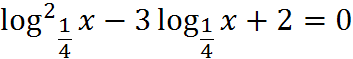 log²_{1/4} x − 3 log_{1/4} x + 2 = 0